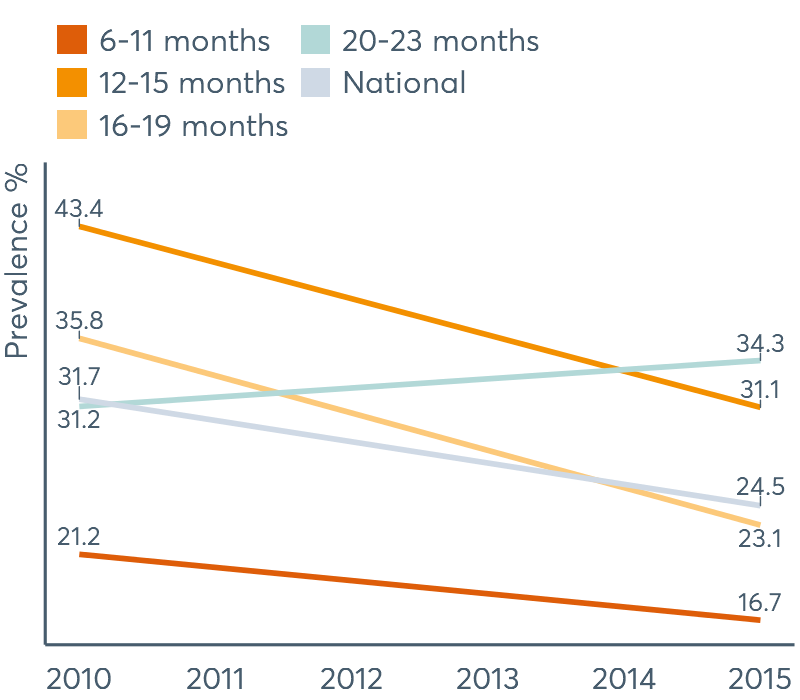 6-11 months
20-23 months
12-15 months
National
16-19 months
Prevalence %
43.4
35.8
31.7
31.2
21.2
34.3
31.1
24.5
23.1
16.7
2010 2011 2012 2013 2014 2015